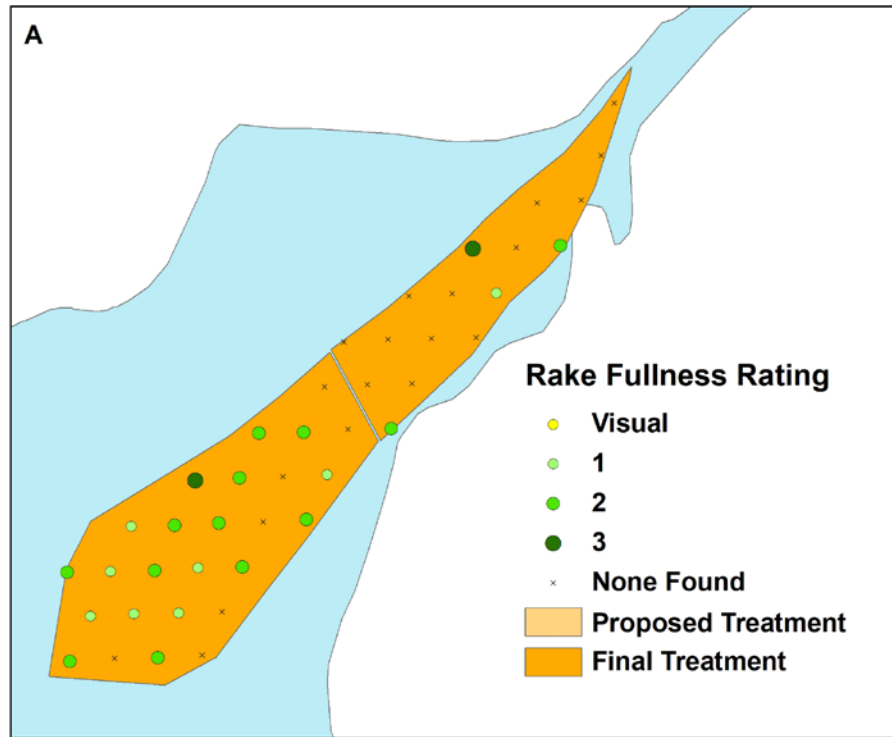 A
Rake Fullness Rating
Visual
1
2
3
None Found
Proposed Treatment
Final Treatment